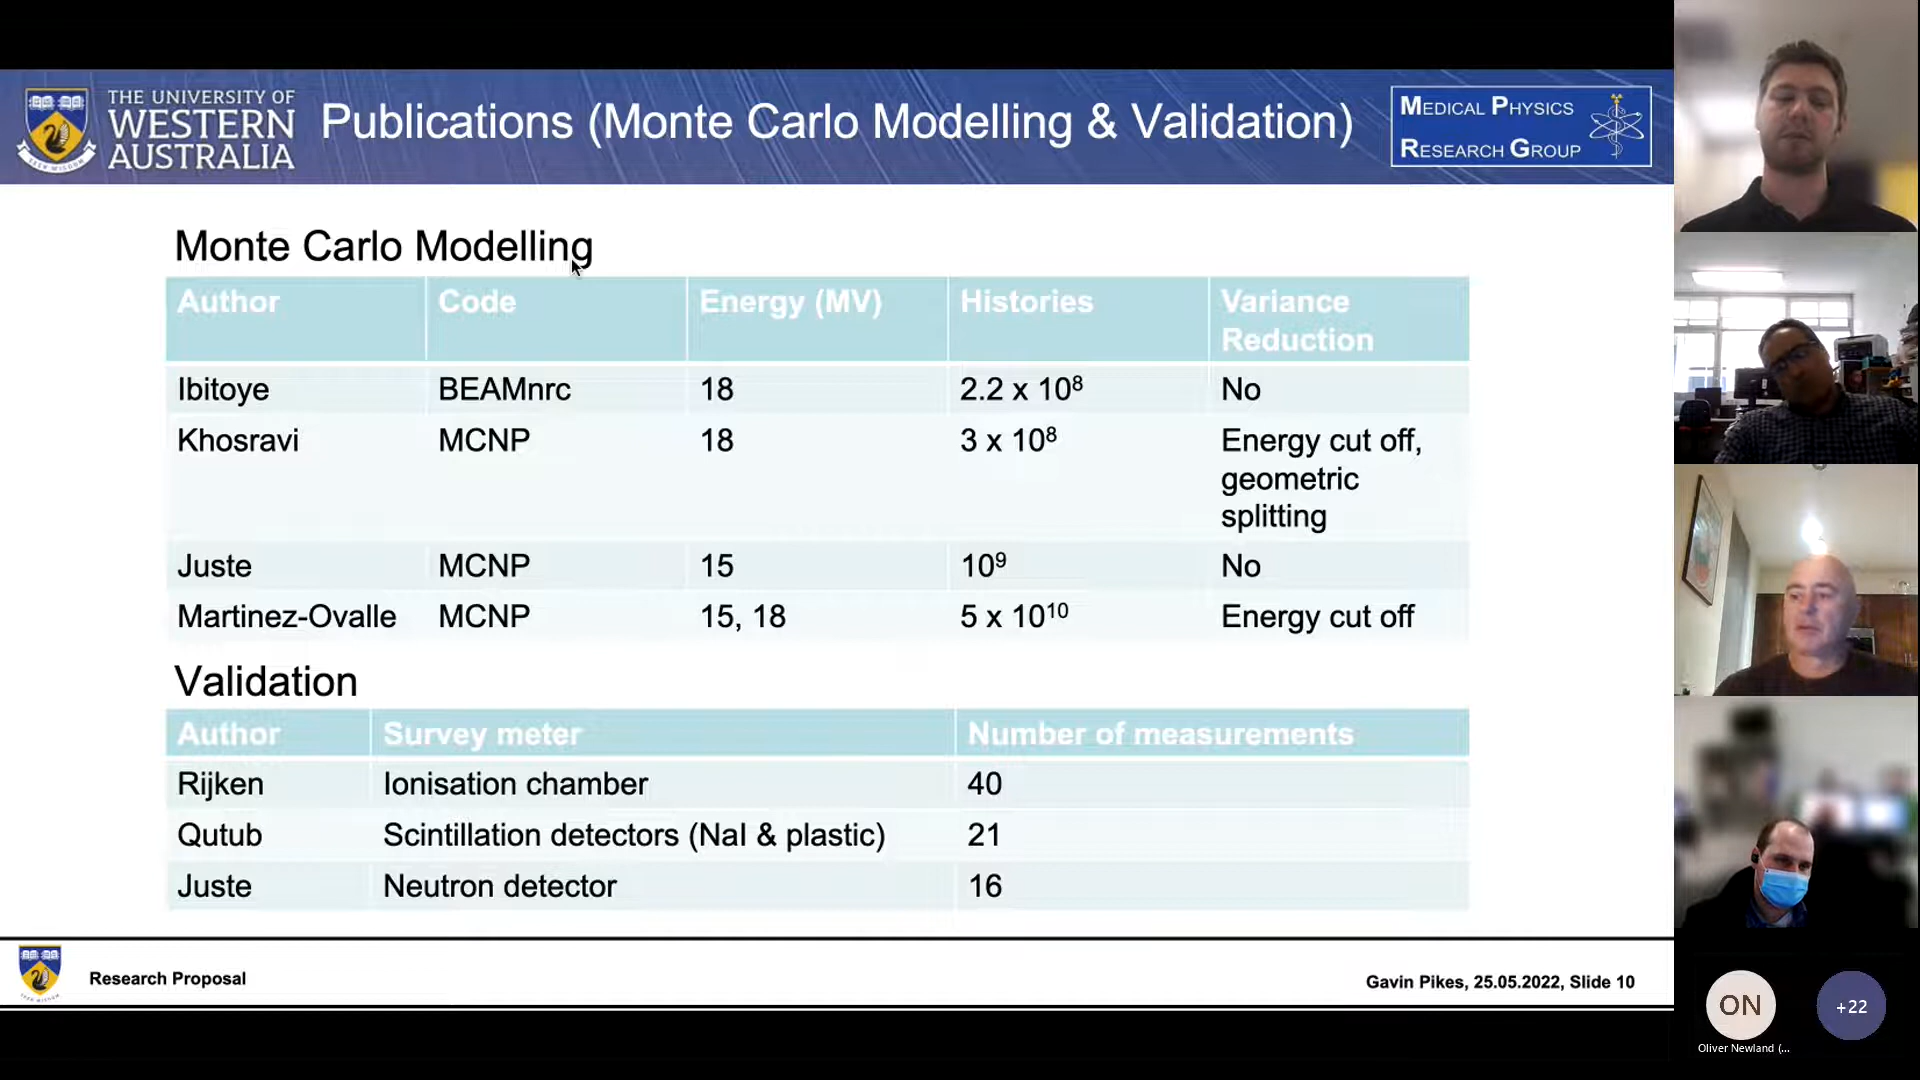 THE UNIVERSITY OF
WESTERN
AUSTRALIA
Publications (Monte Carlo Modelling & Validation)
MEDICAL PHYSICS
RESEARCH GROUP
Monte Carlo Modelling
Author Code Energy (MV) Histories Variance Reduction
Ibitoye BEAMnrc 18 2.2 x 10⁸ No
Khosravi MCNP 18 3 x 10⁸ Energy cut off,
geometric
splitting
Juste MCNP 15 10⁹ No
Martinez-Ovalle MCNP 15, 18 5 x 10¹⁰ Energy cut off
Validation
Author Survey meter Number of measurements
Rijken Ionisation chamber 40
Qutub Scintillation detectors (NaI & plastic) 21
Juste Neutron detector 16
Research Proposal
Gavin Pikes, 25.05.2022, Slide 10
ON
+22
Oliver Newland (...